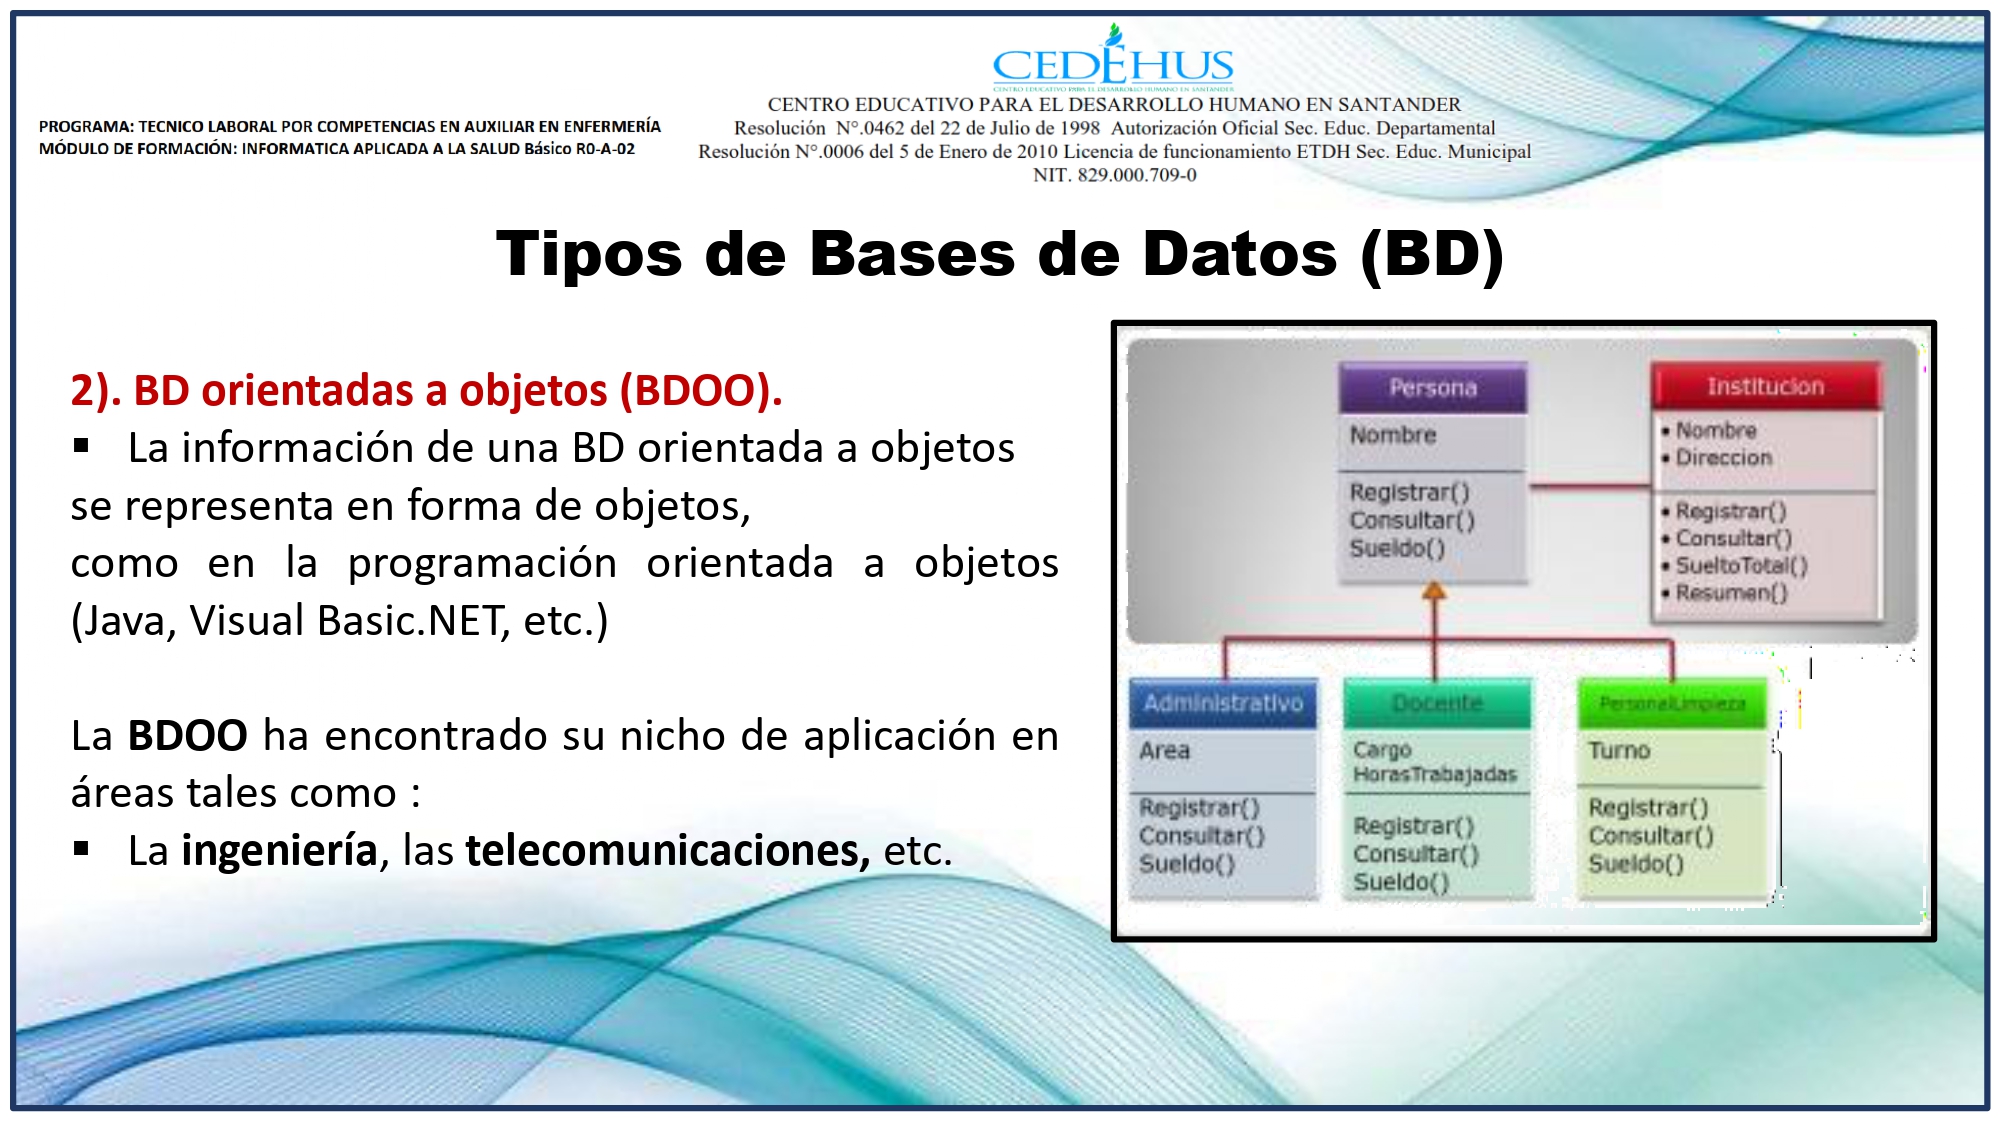 CEDEHUS
CENTRO EDUCATIVO PARA EL DESARROLLO HUMANO EN SANTANDER
CENTRO EDUCATIVO PARA EL DESARROLLO HUMANO EN SANTANDER
Resolución N°.0462 del 22 de Julio de 1998 Autorización Oficial Sec. Educ. Departamental
Resolución N°.0006 del 5 de Enero de 2010 Licencia de funcionamiento ETDH Sec. Educ. Municipal
NIT. 829.000.709-0
PROGRAMA: TECNICO LABORAL POR COMPETENCIAS EN AUXILIAR EN ENFERMERÍA
MÓDULO DE FORMACIÓN: INFORMATICA APLICADA A LA SALUD Básico R0-A-02
Tipos de Bases de Datos (BD)
2). BD orientadas a objetos (BDOO).
▪ La información de una BD orientada a objetos
se representa en forma de objetos,
como en la programación orientada a objetos
(Java, Visual Basic.NET, etc.)
La BDOO ha encontrado su nicho de aplicación en
áreas tales como :
▪ La ingeniería, las telecomunicaciones, etc.
Persona
Nombre
Registrar()
Consultar()
Sueldo()
Institucion
• Nombre
• Direccion
• Registrar()
• Consultar()
• SueltoTotal()
• Resumen()
Administrativo
Area
Registrar()
Consultar()
Sueldo()
Docente
Cargo
HorasTrabajadas
Registrar()
Consultar()
Sueldo()
PersonalLimpieza
Turno
Registrar()
Consultar()
Sueldo()